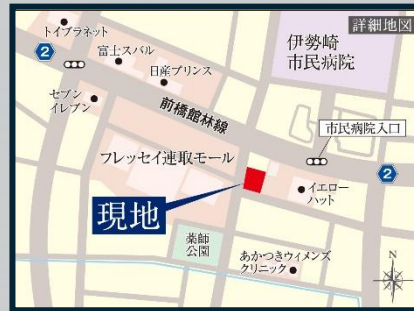 詳細地図
トイプラネット
2
富士スバル
日産プリンス
伊勢崎
市民病院
セブン
イレブン
前橋館林線
市民病院入口
フレッセイ連取モール
2
イエロー
ハット
現地
薬師
公園
あかつきウィメンズ
クリニック
N